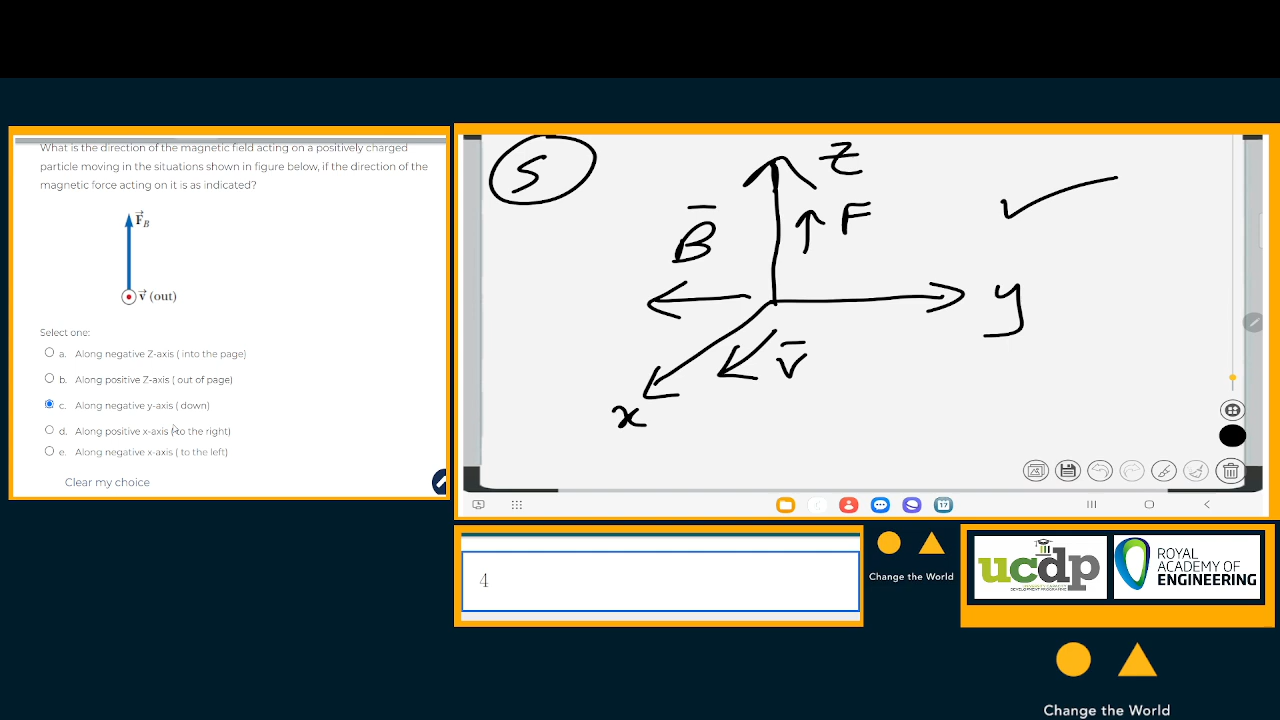 What is the direction of the magnetic field acting on a positively charged
particle moving in the situations shown in figure below, if the direction of the
magnetic force acting on it is as indicated?
F_B
v (out)
Select one:
a. Along negative Z-axis ( into the page)
b. Along positive Z-axis ( out of page)
c. Along negative y-axis ( down)
d. Along positive x-axis ( to the right)
e. Along negative x-axis ( to the left)
Clear my choice
5
Z
F
B
y
v
x
17
4
Change the World
ucdp
ROYAL
ACADEMY OF
ENGINEERING
Change the World